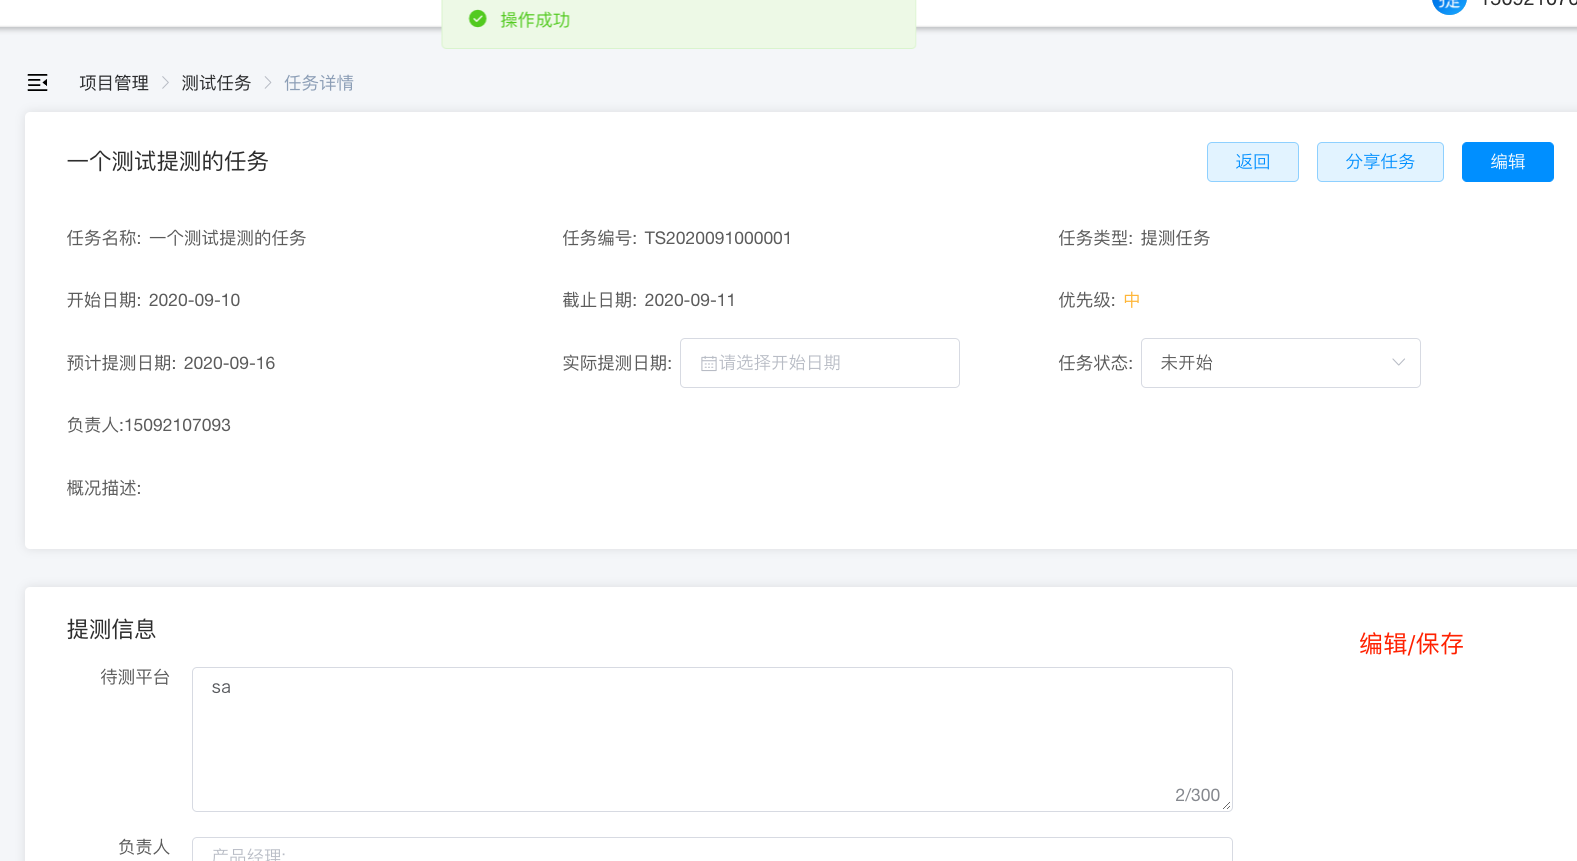 操作成功
项目管理 > 测试任务 > 任务详情
一个测试提测的任务
返回 分享任务 编辑
任务名称: 一个测试提测的任务 任务编号: TS2020091000001 任务类型: 提测任务
开始日期: 2020-09-10 截止日期: 2020-09-11 优先级: 中
预计提测日期: 2020-09-16 实际提测日期: 请选择开始日期 任务状态: 未开始
负责人:15092107093
概况描述:
提测信息
编辑/保存
待测平台 sa
2/300
负责人 产品经理: